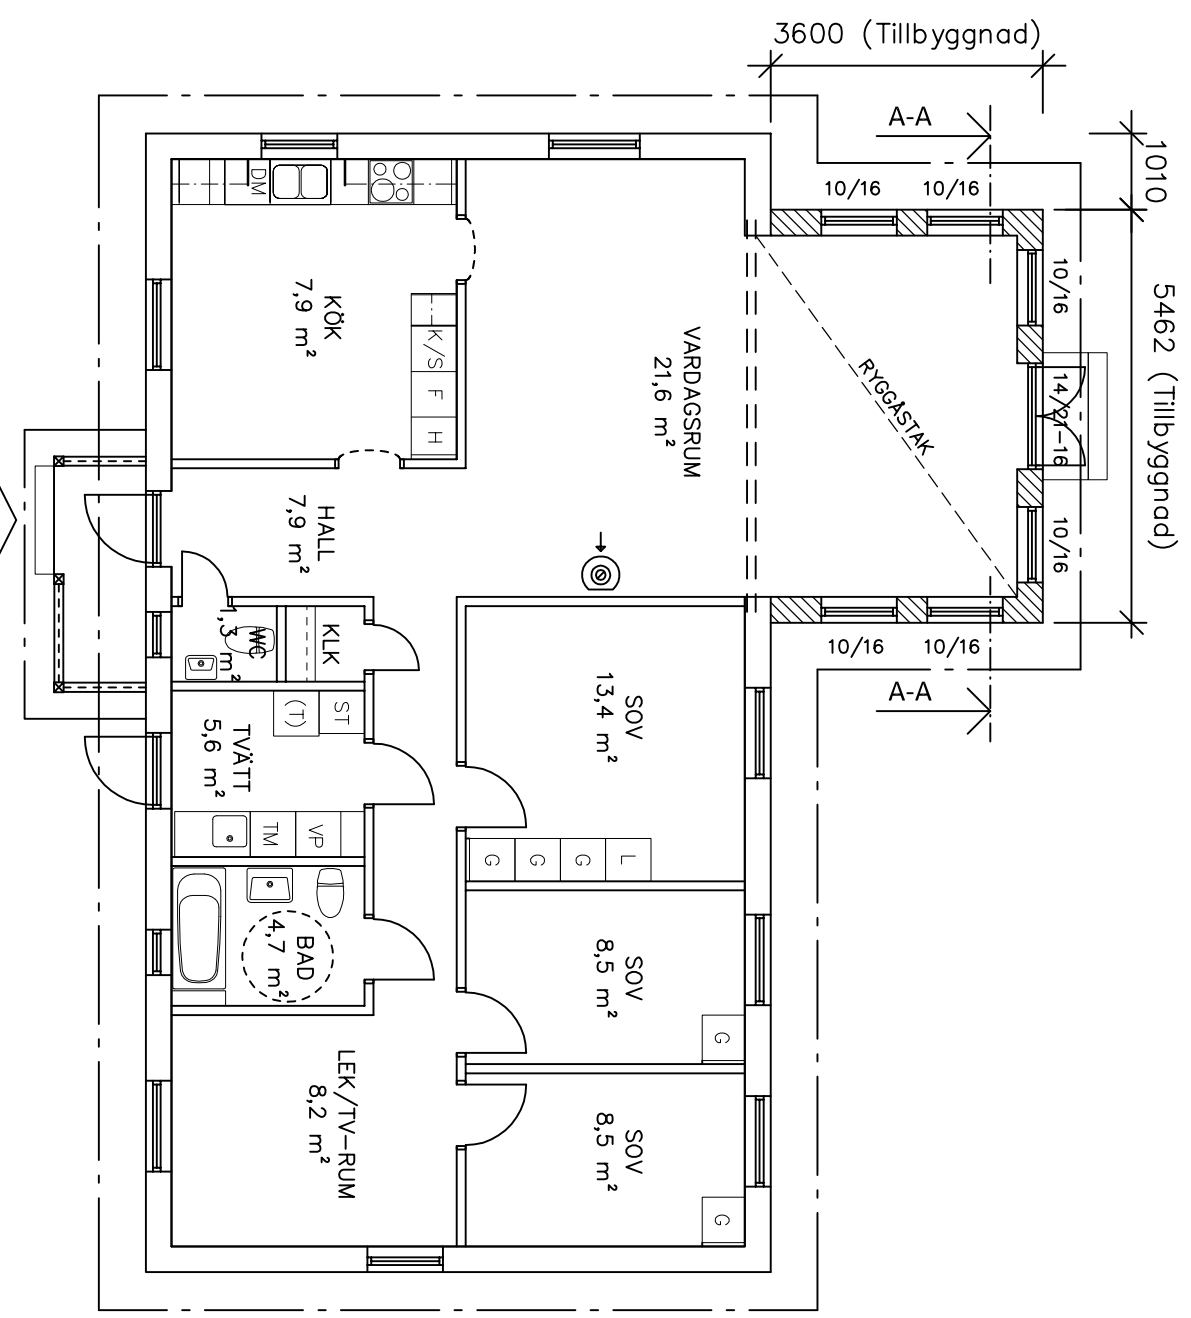 3600 (Tillbyggnad)
A-A
1010
10/16
10/16
5462 (Tillbyggnad)
10/16
14/21-16
10/16
10/16
10/16
A-A
RYGGÅSTAK
DM
KÖK
7,9 m²
K/S
F
H
VARDAGSRUM
21,6 m²
HALL
7,9 m²
WC
1,3 m²
KLK
SOV
13,4 m²
(T)
ST
TVÄTT
5,6 m²
TM
VP
G
G
G
L
BAD
4,7 m²
SOV
8,5 m²
G
LEK/TV-RUM
8,2 m²
SOV
8,5 m²
G